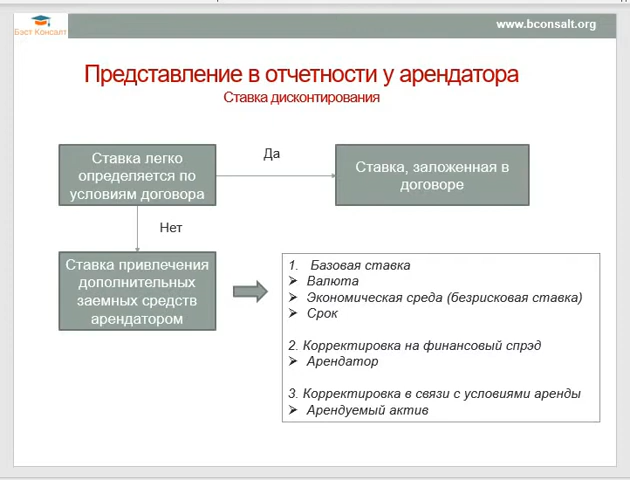 Бэст Консалт
www.bconsalt.org
Представление в отчетности у арендатора
Ставка дисконтирования
Ставка легко
определяется по
условиям договора
Да
Ставка, заложенная в
договоре
Нет
Ставка привлечения
дополнительных
заемных средств
арендатором
1. Базовая ставка
➢ Валюта
➢ Экономическая среда (безрисковая ставка)
➢ Срок
2. Корректировка на финансовый спрэд
➢ Арендатор
3. Корректировка в связи с условиями аренды
➢ Арендуемый актив